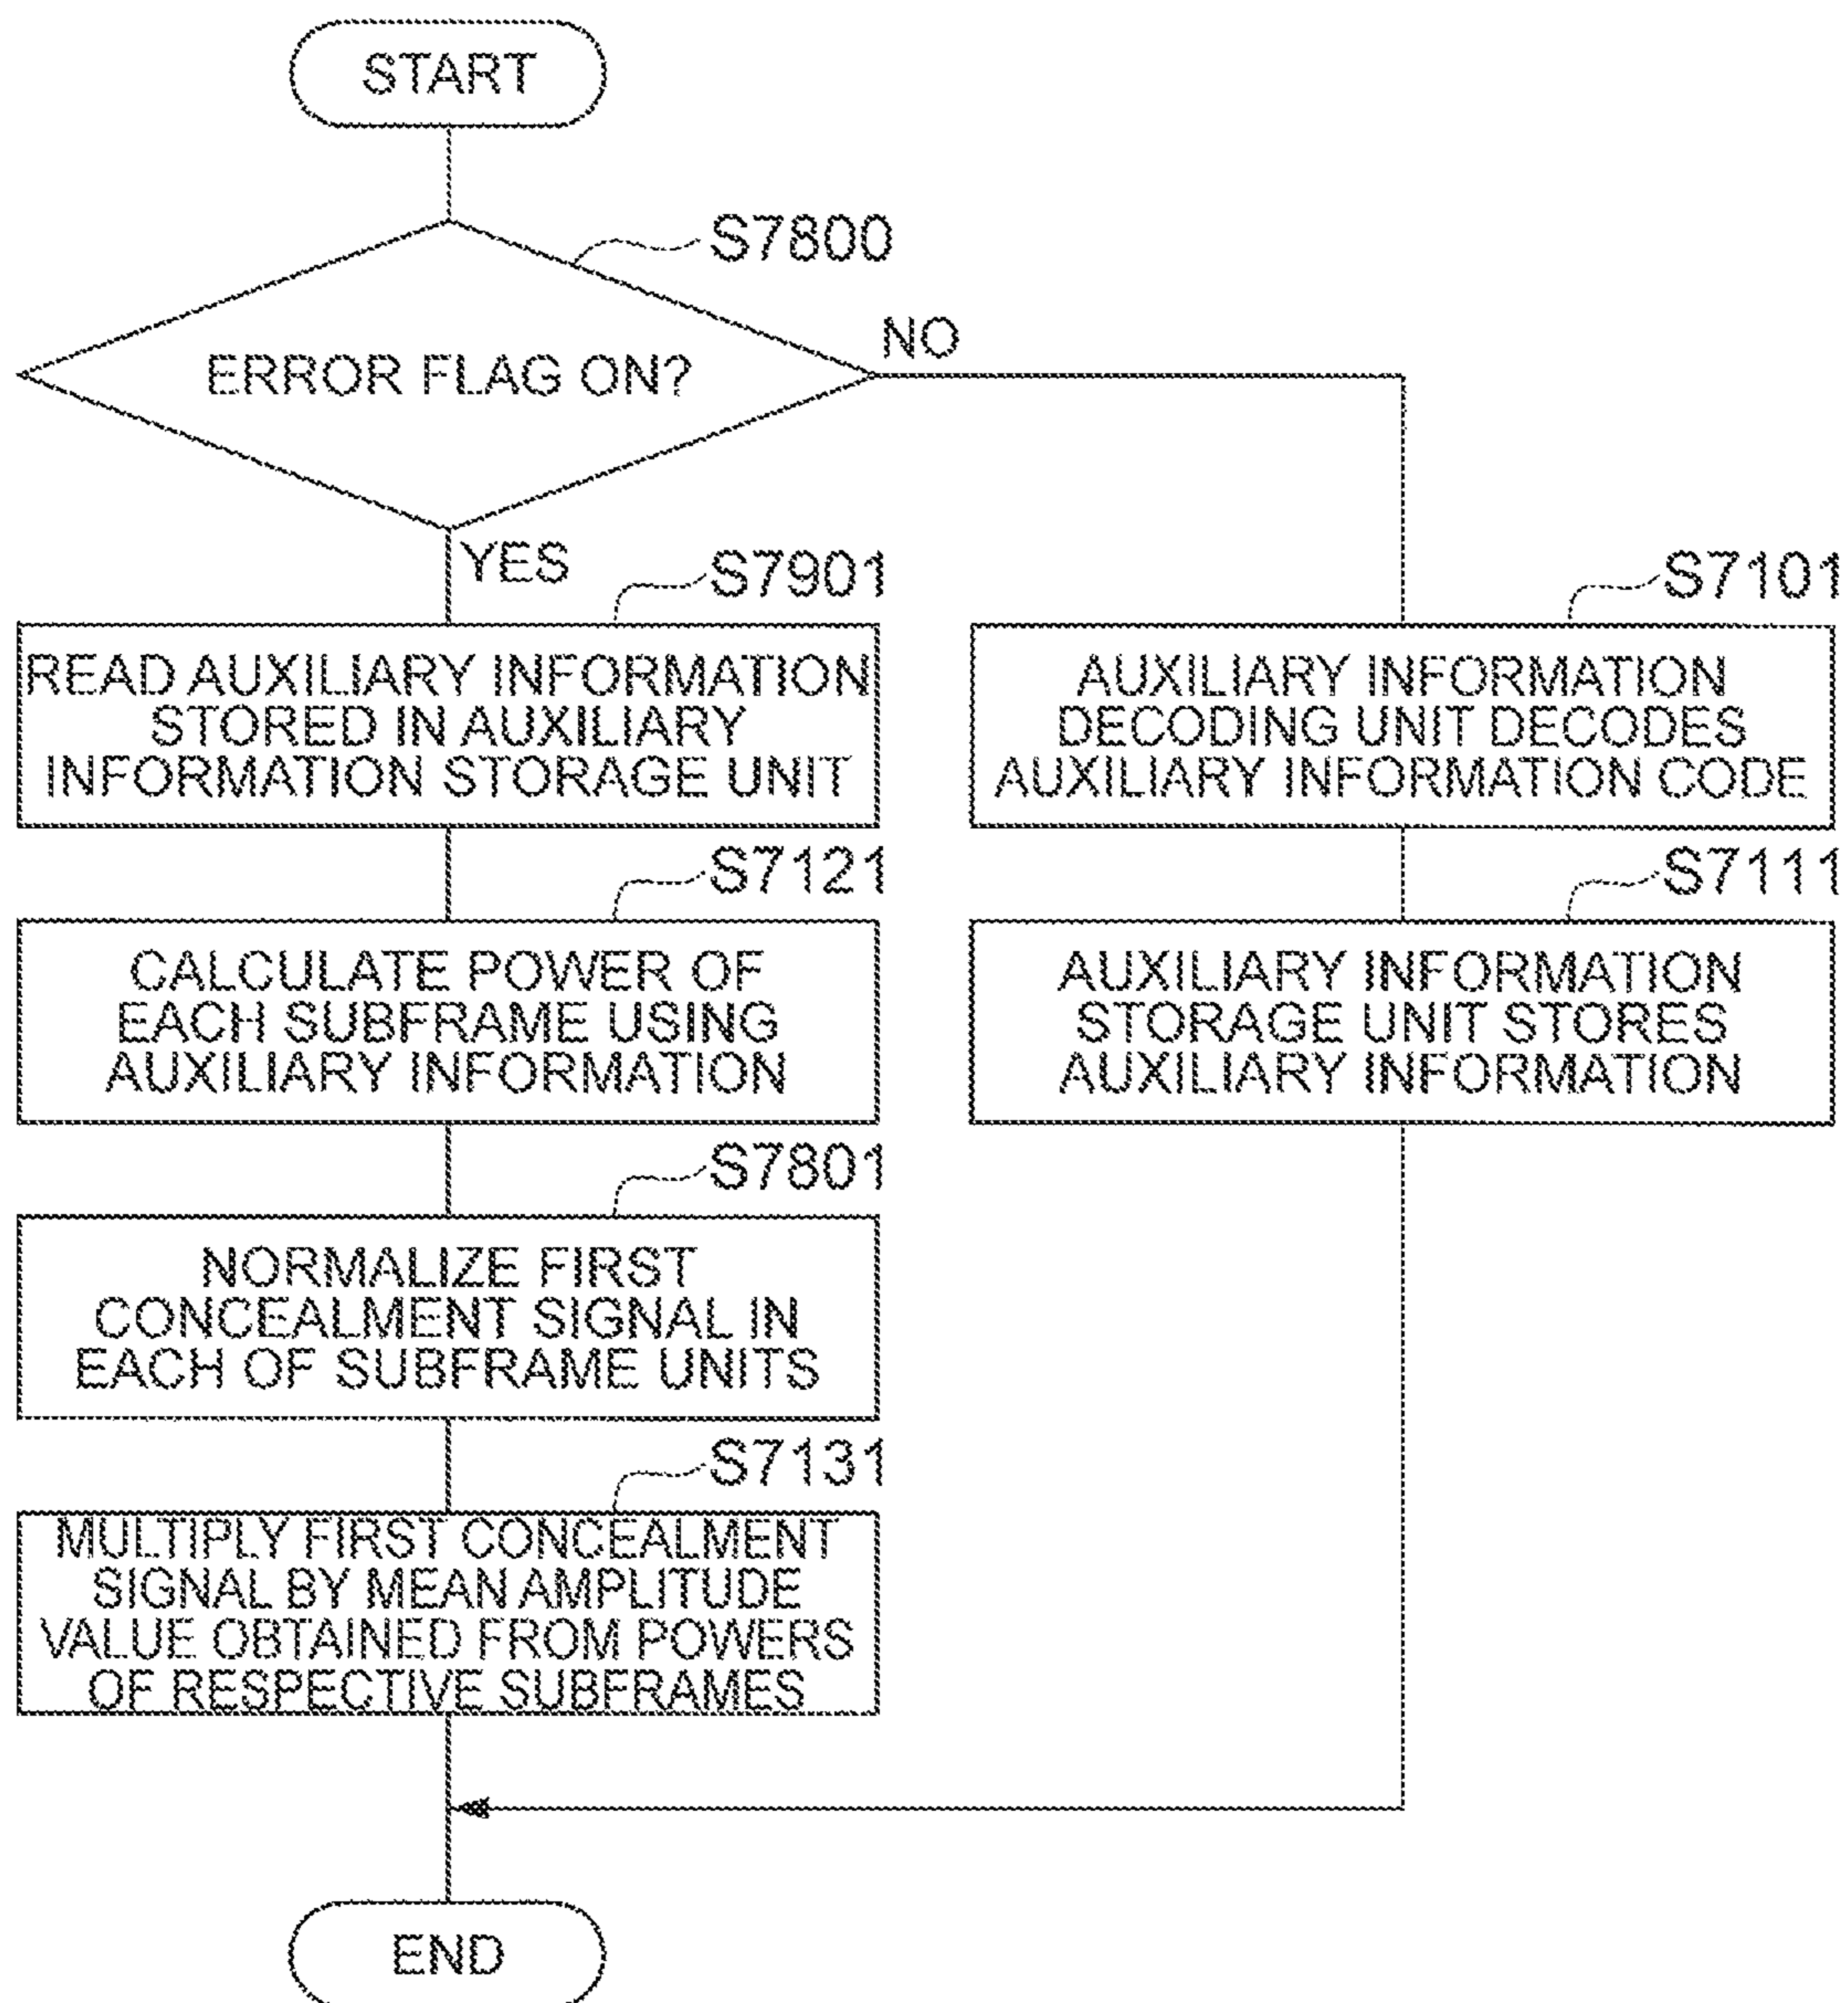 START
S7800
ERROR FLAG ON?
NO
YES
S7901
READ AUXILIARY INFORMATION
STORED IN AUXILIARY
INFORMATION STORAGE UNIT
S7101
AUXILIARY INFORMATION
DECODING UNIT DECODES
AUXILIARY INFORMATION CODE
S7121
CALCULATE POWER OF
EACH SUBFRAME USING
AUXILIARY INFORMATION
S7111
AUXILIARY INFORMATION
STORAGE UNIT STORES
AUXILIARY INFORMATION
S7801
NORMALIZE FIRST
CONCEALMENT SIGNAL IN
EACH OF SUBFRAME UNITS
S7131
MULTIPLY FIRST CONCEALMENT
SIGNAL BY MEAN AMPLITUDE
VALUE OBTAINED FROM POWERS
OF RESPECTIVE SUBFRAMES
END